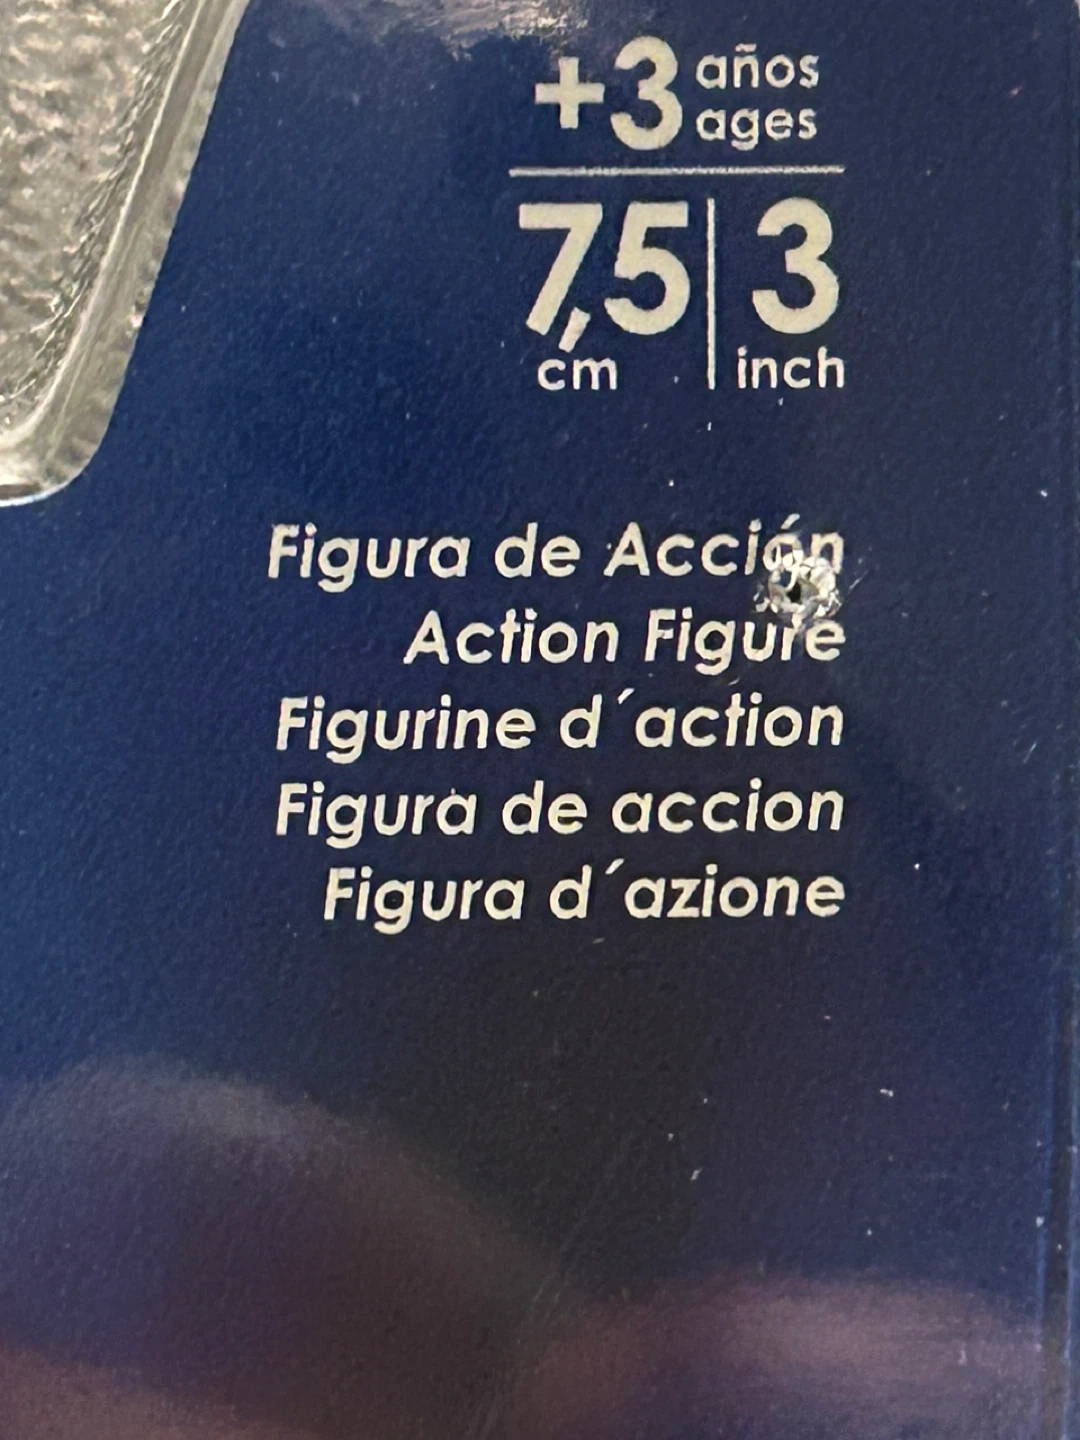 +3 años
ages
7,5 | 3
cm inch
Figura de Acción
Action Figure
Figurine d´action
Figura de accion
Figura d´azione